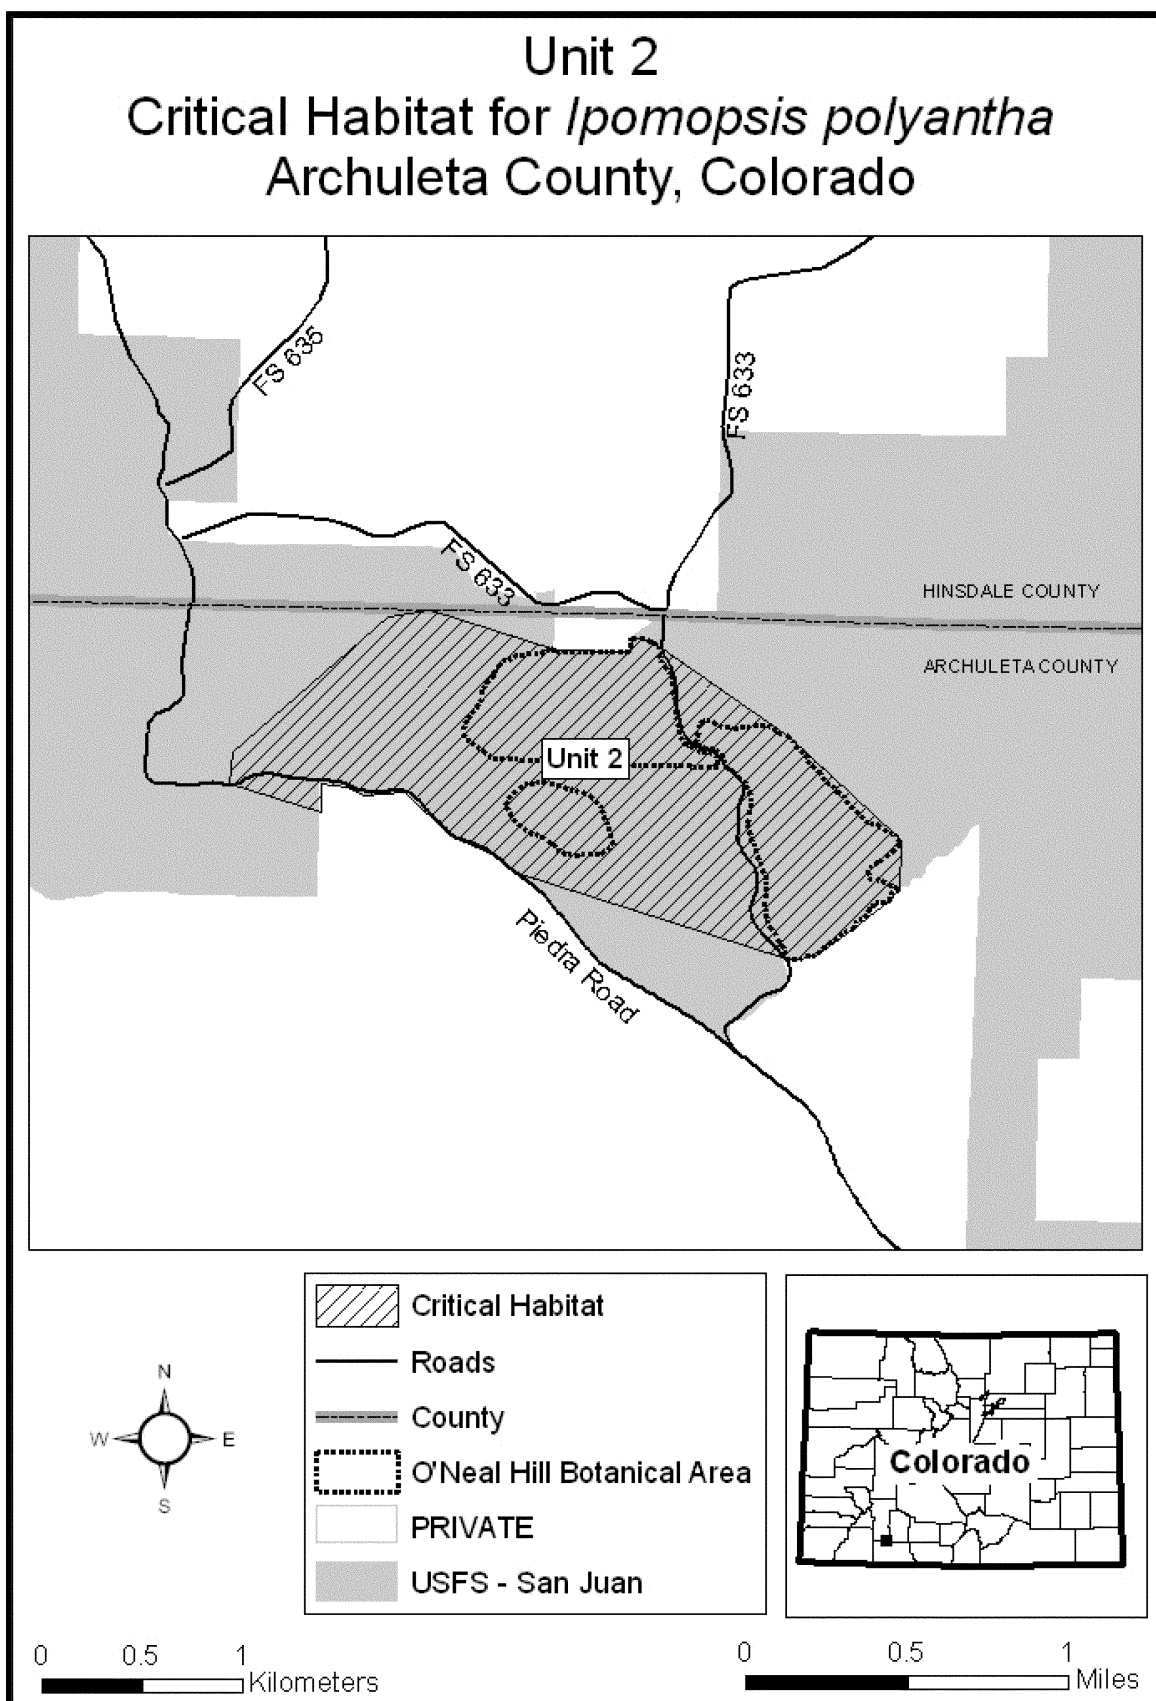 Unit 2
Critical Habitat for Ipomopsis polyantha
Archuleta County, Colorado
FS 635
FS 633
FS 633
HINSDALE COUNTY
ARCHULETA COUNTY
Unit 2
Piedra Road
Critical Habitat
Roads
County
O'Neal Hill Botanical Area
PRIVATE
USFS - San Juan
N
W E
S
Colorado
0 0.5 1
Kilometers
0 0.5 1
Miles